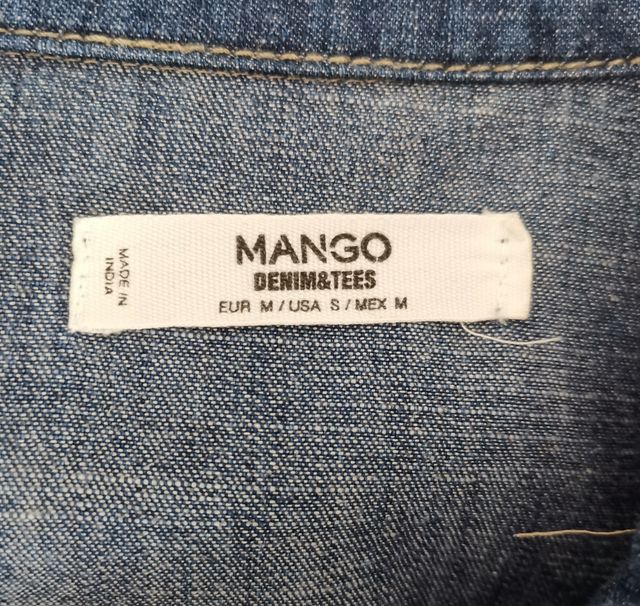 MANGO
DENIM&TEES
EUR M / USA S / MEX M
MADE IN
INDIA